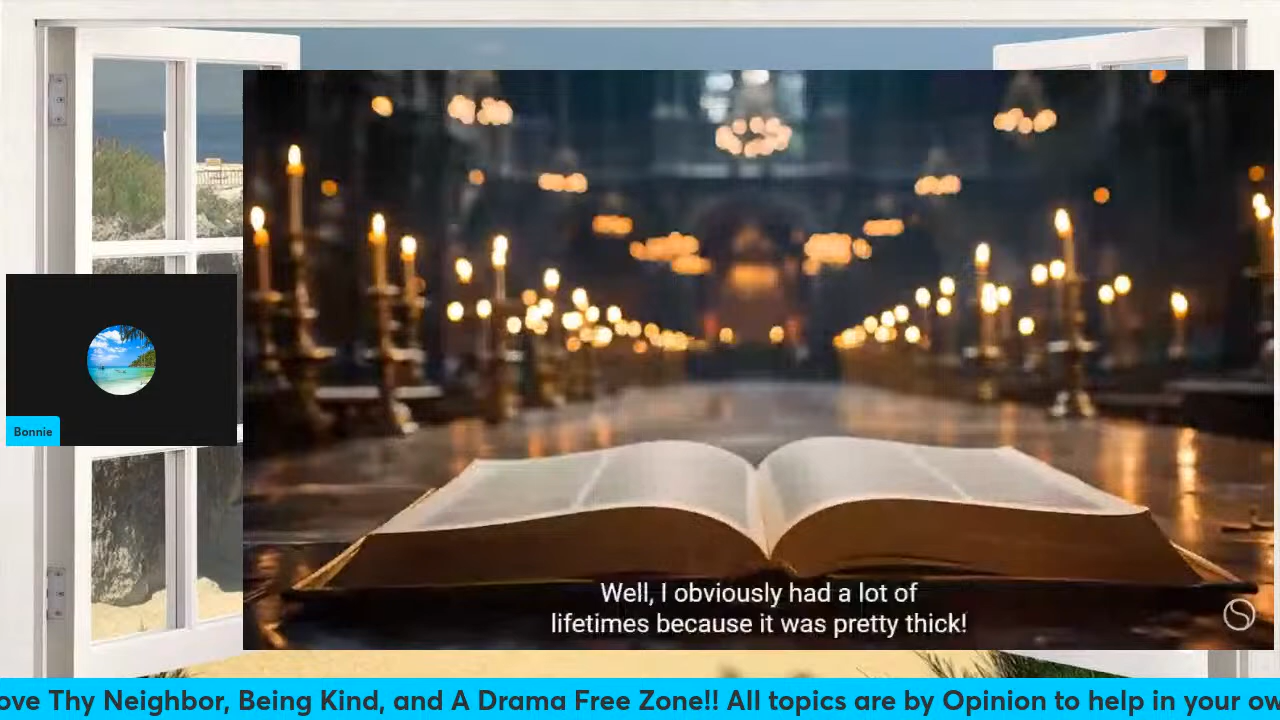 Bonnie
Well, I obviously had a lot of
lifetimes because it was pretty thick!
ove Thy Neighbor, Being Kind, and A Drama Free Zone!! All topics are by Opinion to help in your ow